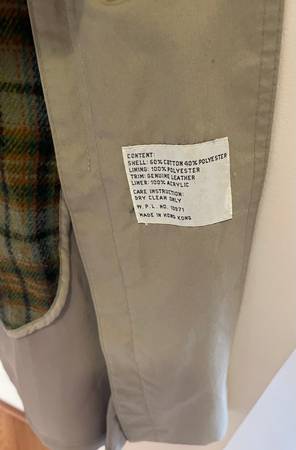 CONTENT:
SHELL: 60% COTTON 40% POLYESTER
LINING: 100% POLYESTER
TRIM: GENUINE LEATHER
LINER: 100% ACRYLIC
CARE INSTRUCTION:
DRY CLEAN ONLY
W. P. L. NO. 10971
MADE IN HONG KONG